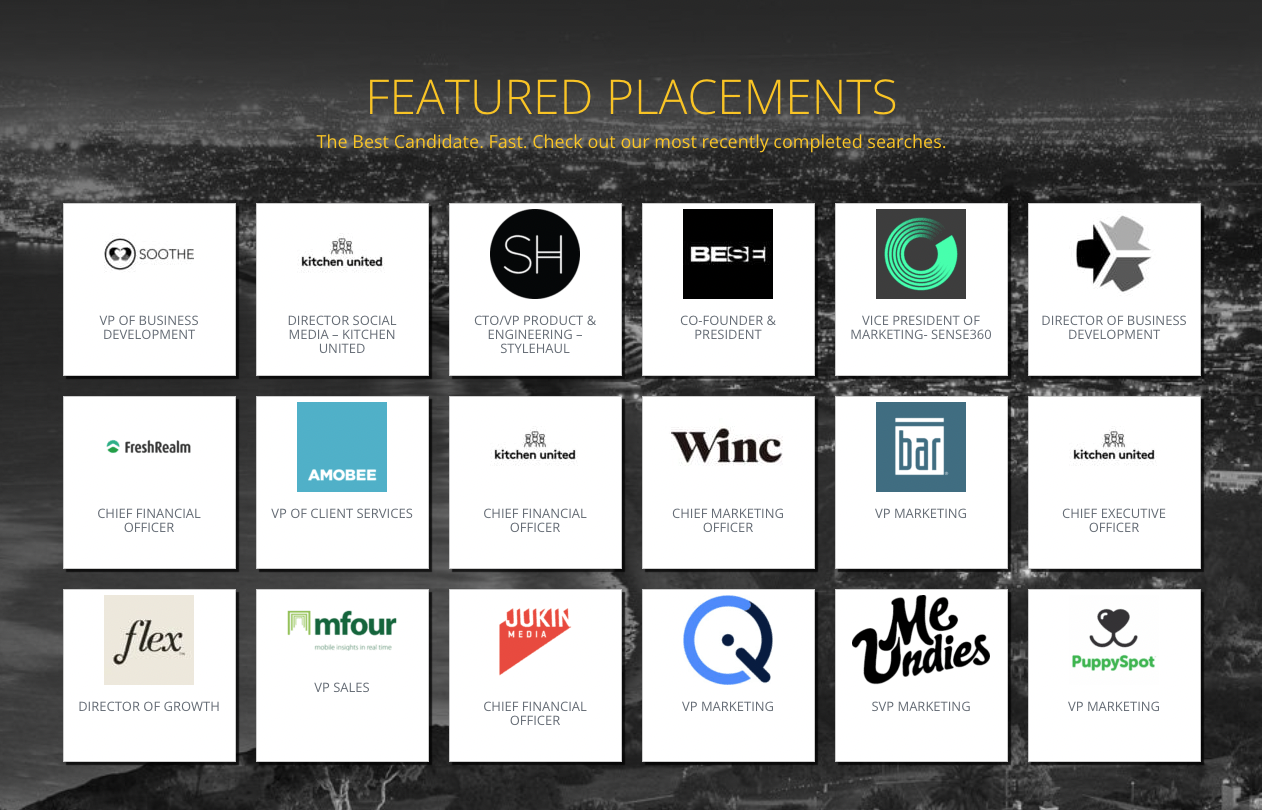 FEATURED PLACEMENTS
The Best Candidate. Fast. Check out our most recently completed searches.
SOOTHE
VP OF BUSINESS
DEVELOPMENT
kitchen united
DIRECTOR SOCIAL
MEDIA – KITCHEN
UNITED
SH
CTO/VP PRODUCT &
ENGINEERING –
STYLEHAUL
BESE
CO-FOUNDER &
PRESIDENT
VICE PRESIDENT OF
MARKETING- SENSE360
DIRECTOR OF BUSINESS
DEVELOPMENT
FreshRealm
CHIEF FINANCIAL
OFFICER
AMOBEE
VP OF CLIENT SERVICES
kitchen united
CHIEF FINANCIAL
OFFICER
Winc
CHIEF MARKETING
OFFICER
bar
VP MARKETING
kitchen united
CHIEF EXECUTIVE
OFFICER
flex
DIRECTOR OF GROWTH
mfour
mobile insights in real time
VP SALES
JUKIN
MEDIA
CHIEF FINANCIAL
OFFICER
VP MARKETING
Me
Undies
SVP MARKETING
PuppySpot
VP MARKETING